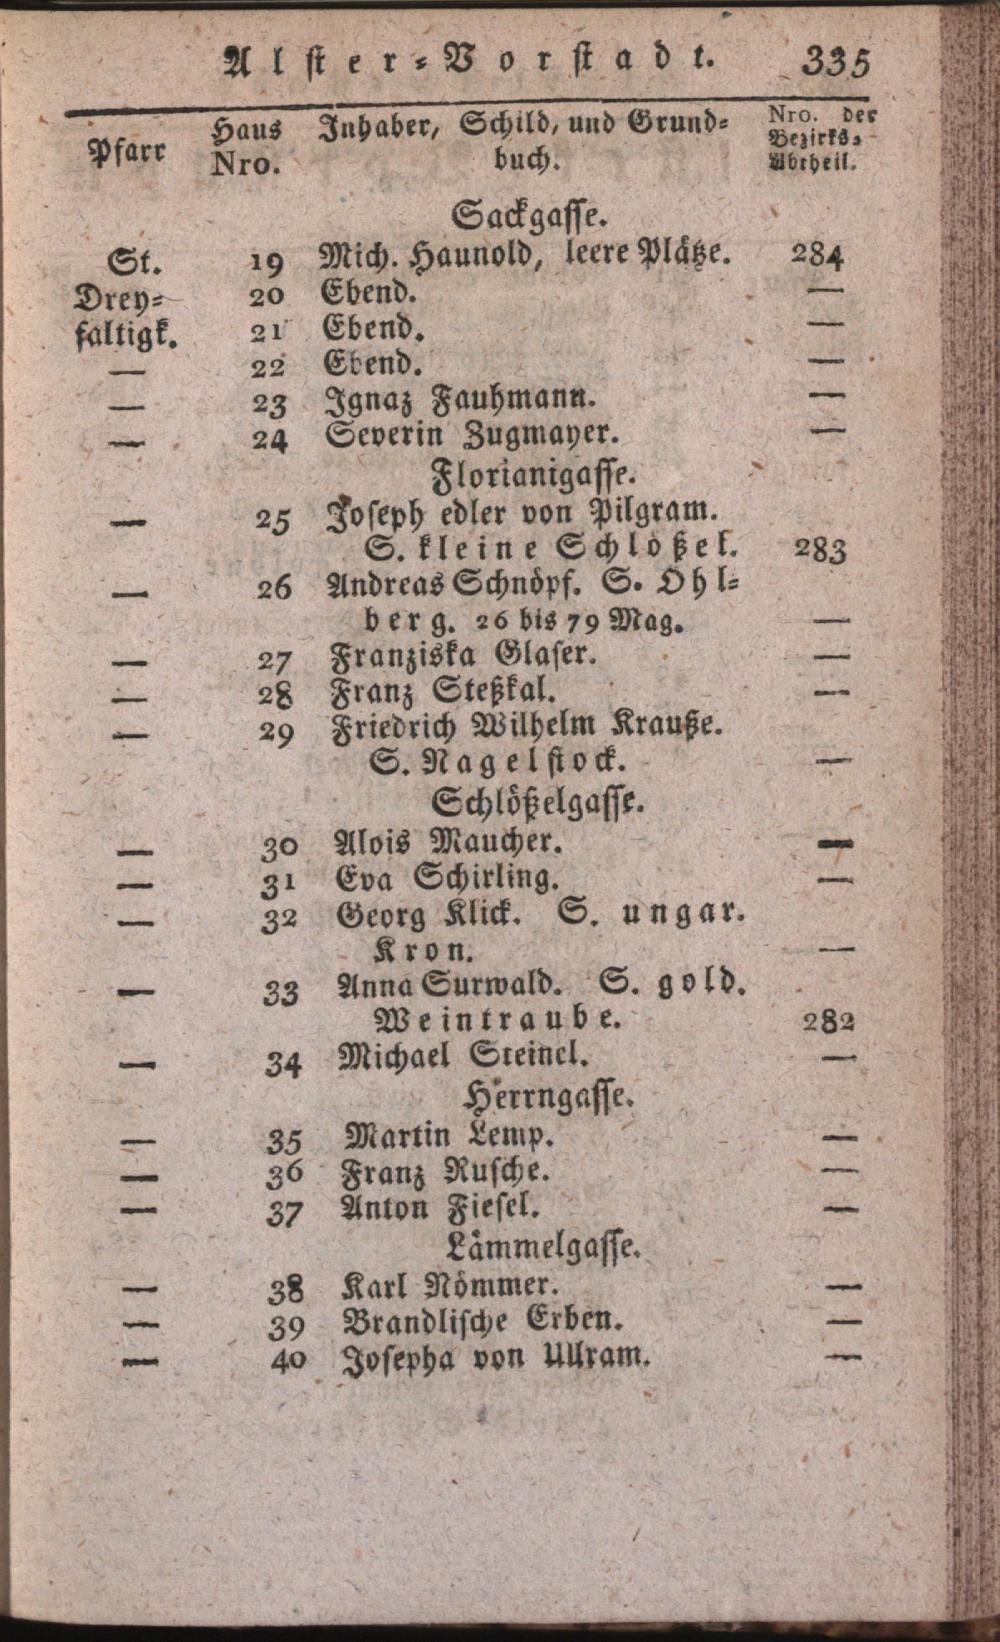 Alster-Vorstadt. 335
Pfarr Haus Nro. Inhaber, Schild, und Grund- buch. Nro. der Bezirks- Abtheil.
Sackgasse.
St. 19 Mich. Haunold, leere Plätze. 284
Drey- 20 Ebend. —
faltigk. 21 Ebend. —
— 22 Ebend. —
— 23 Ignaz Fauhmann. —
— 24 Severin Zugmayer. —
Florianigasse.
— 25 Joseph edler von Pilgram.
S. kleine Schlößel. 283
— 26 Andreas Schnöpf. S. Ohl-
berg. 26 bis 79 Mag. —
— 27 Franziska Glaser. —
— 28 Franz Steßkal. —
— 29 Friedrich Wilhelm Krauße.
S. Nagelstock. —
Schlößelgasse.
— 30 Alois Maucher. —
— 31 Eva Schirling. —
— 32 Georg Klick. S. ungar.
Kron. —
— 33 Anna Surwald. S. gold.
Weintraube. 282
— 34 Michael Steinel. —
Herrngasse.
— 35 Martin Lemp. —
— 36 Franz Rusche. —
— 37 Anton Fiesel. —
Lämmelgasse.
— 38 Karl Nömmer. —
— 39 Brandlische Erben. —
— 40 Josepha von Ullram. —